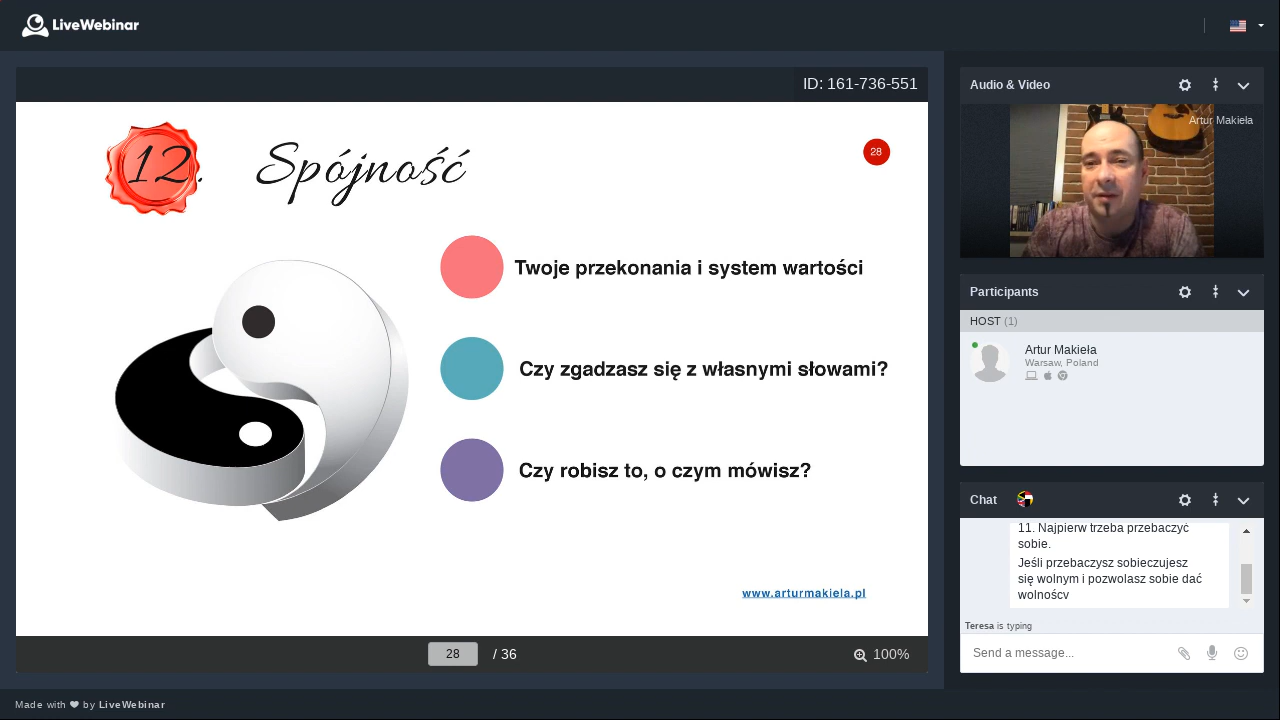 LiveWebinar
ID: 161-736-551
12. Spójność
28
Twoje przekonania i system wartości
Czy zgadzasz się z własnymi słowami?
Czy robisz to, o czym mówisz?
www.arturmakiela.pl
28 / 36
100%
Audio & Video
Artur Makieła
Participants
HOST (1)
Artur Makieła
Warsaw, Poland
Chat
11. Najpierw trzeba przebaczyć
sobie.
Jeśli przebaczysz sobieczujesz
się wolnym i pozwolasz sobie dać
wolność
Teresa is typing
Send a message...
Made with by LiveWebinar